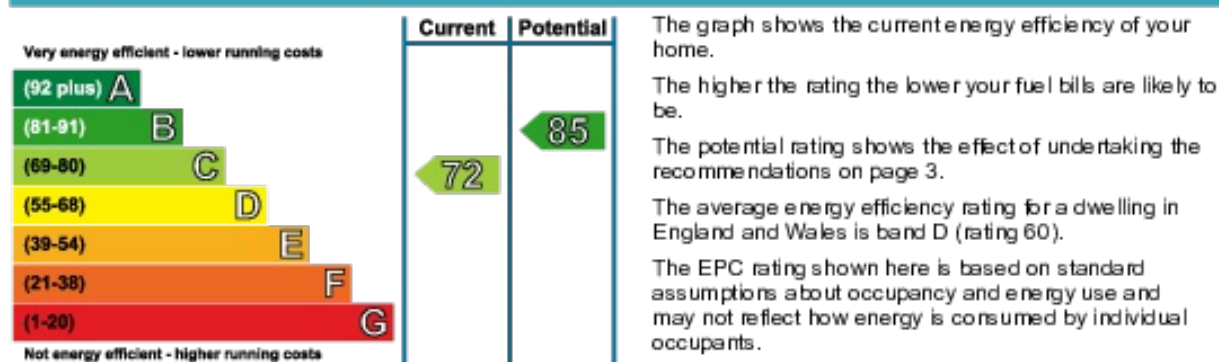 Very energy efficient - lower running costs
(92 plus) A
(81-91) B
(69-80) C
(55-68) D
(39-54) E
(21-38) F
(1-20) G
Not energy efficient - higher running costs
Current Potential
72
85
The graph shows the current energy efficiency of your
home.
The higher the rating the lower your fuel bills are likely to
be.
The potential rating shows the effect of undertaking the
recommendations on page 3.
The average energy efficiency rating for a dwelling in
England and Wales is band D (rating 60).
The EPC rating shown here is based on standard
assumptions about occupancy and energy use and
may not reflect how energy is consumed by individual
occupants.